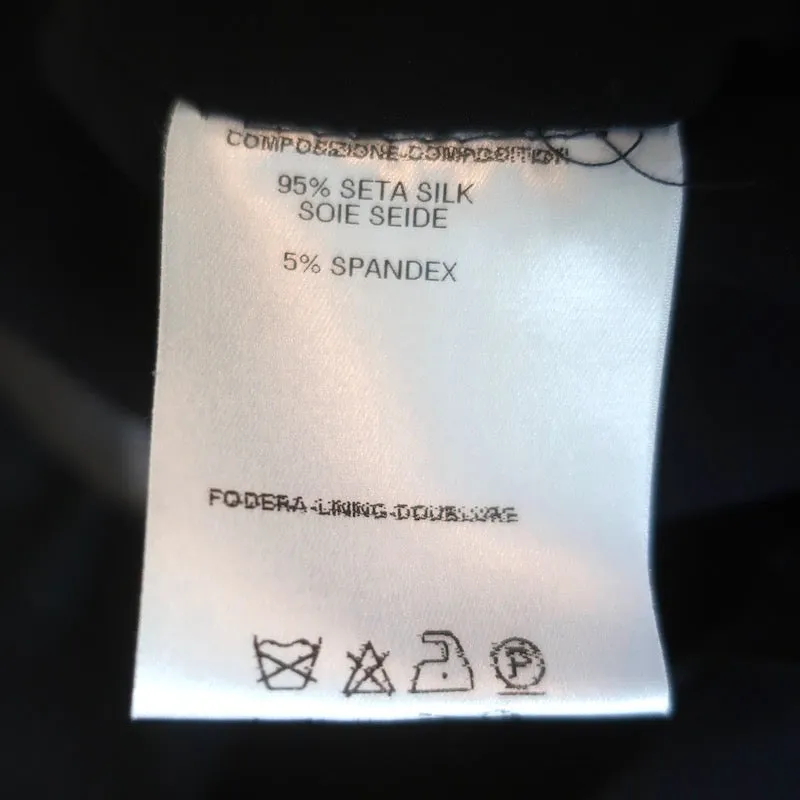 COMPOSIZIONE-COMPOSITION
95% SETA SILK
SOIE SEIDE
5% SPANDEX
FODERA-LINING-DOUBLURE
P